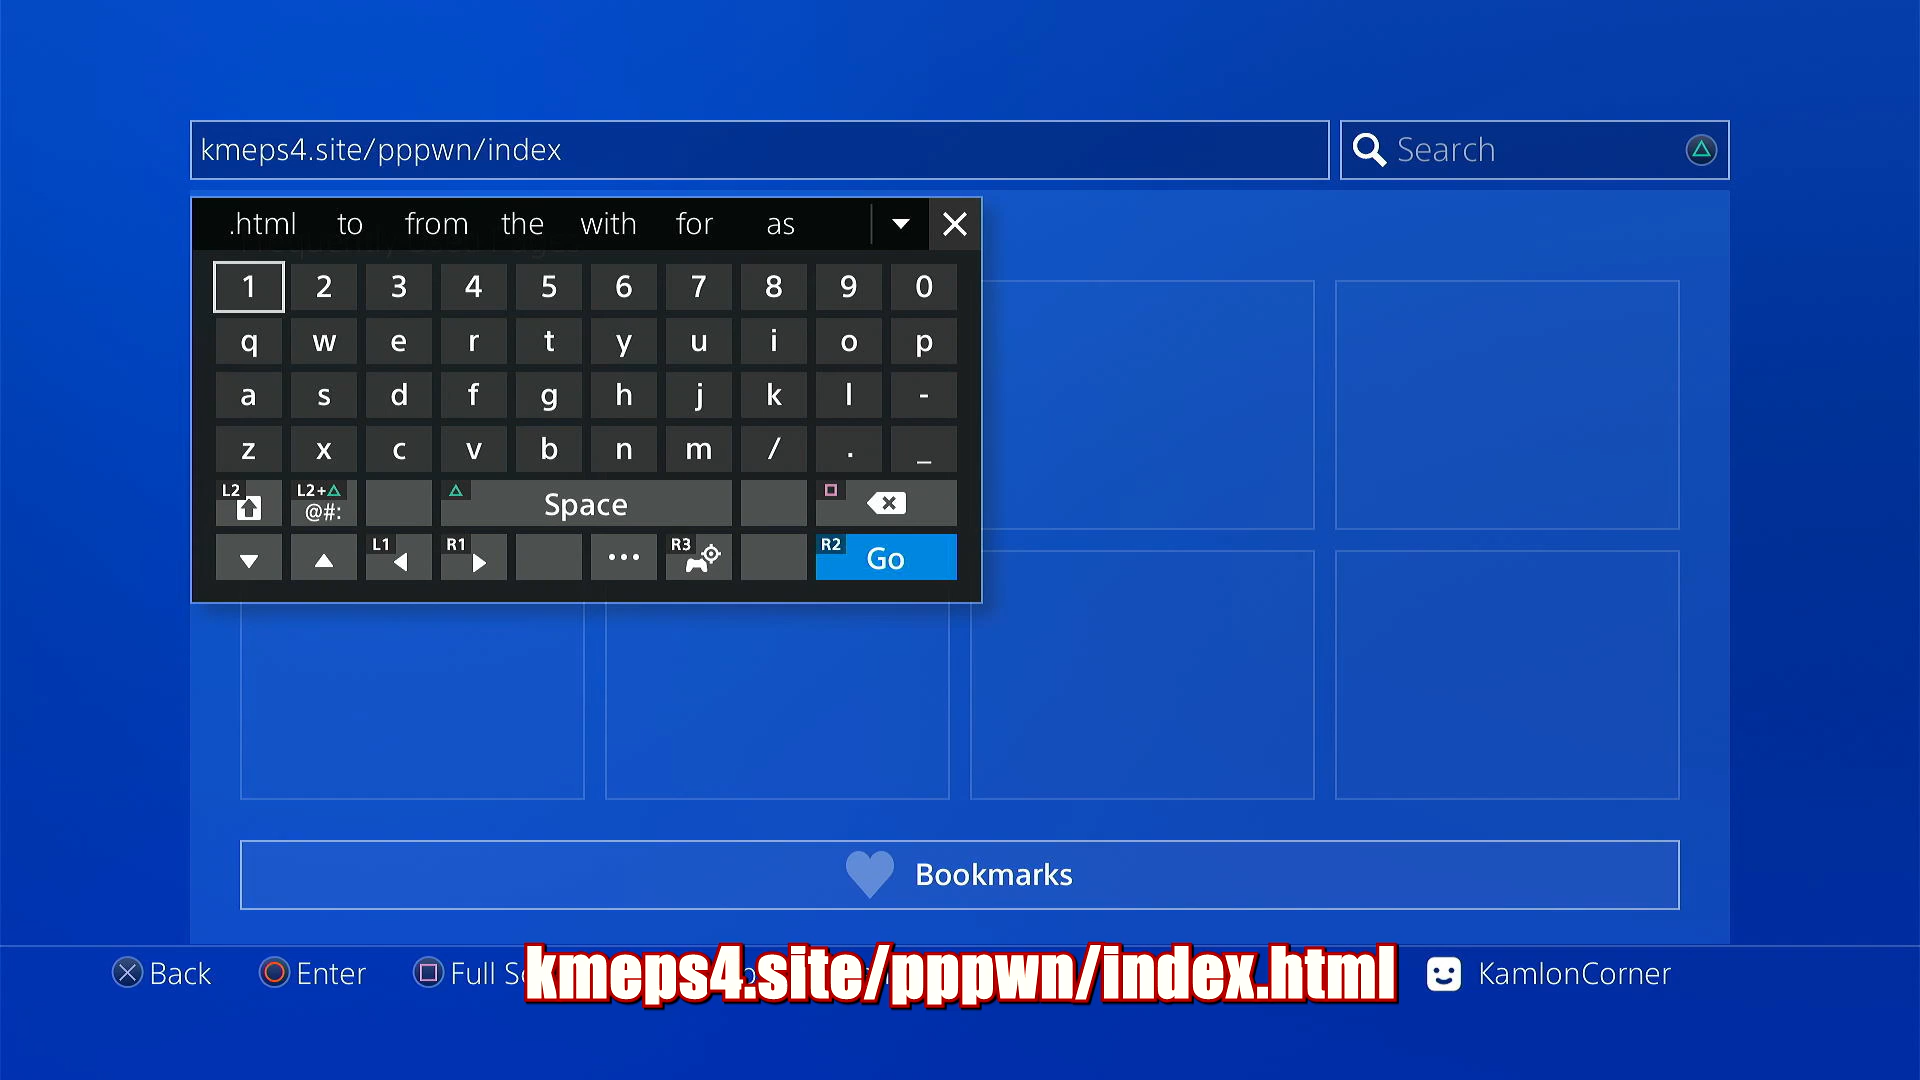 kmeps4.site/pppwn/index
Search
.html to from the with for as
1 2 3 4 5 6 7 8 9 0
q w e r t y u i o p
a s d f g h j k l -
z x c v b n m / . _
L2 L2+△ @#: △ Space □
L1 R1 ... R3 R2 Go
Bookmarks
Back Enter Full KamlonCorner
kmeps4.site/pppwn/index.html